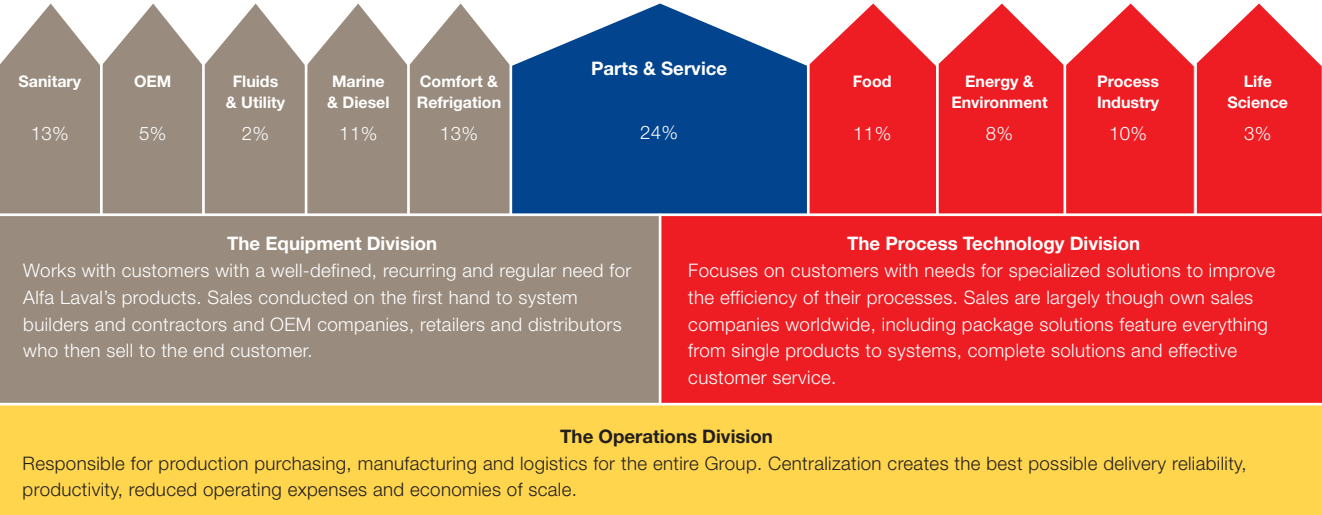 Sanitary
13%
OEM
5%
Fluids
& Utility
2%
Marine
& Diesel
11%
Comfort &
Refrigation
13%
Parts & Service
24%
Food
11%
Energy &
Environment
8%
Process
Industry
10%
Life
Science
3%
The Equipment Division
Works with customers with a well-defined, recurring and regular need for
Alfa Laval's products. Sales conducted on the first hand to system
builders and contractors and OEM companies, retailers and distributors
who then sell to the end customer.
The Process Technology Division
Focuses on customers with needs for specialized solutions to improve
the efficiency of their processes. Sales are largely though own sales
companies worldwide, including package solutions feature everything
from single products to systems, complete solutions and effective
customer service.
The Operations Division
Responsible for production purchasing, manufacturing and logistics for the entire Group. Centralization creates the best possible delivery reliability,
productivity, reduced operating expenses and economies of scale.